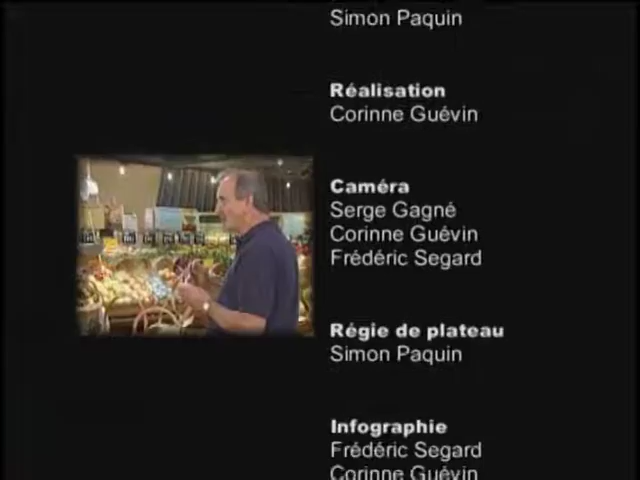 Simon Paquin
Réalisation
Corinne Guévin
Caméra
Serge Gagné
Corinne Guévin
Frédéric Segard
Régie de plateau
Simon Paquin
Infographie
Frédéric Segard
Corinne Guévin